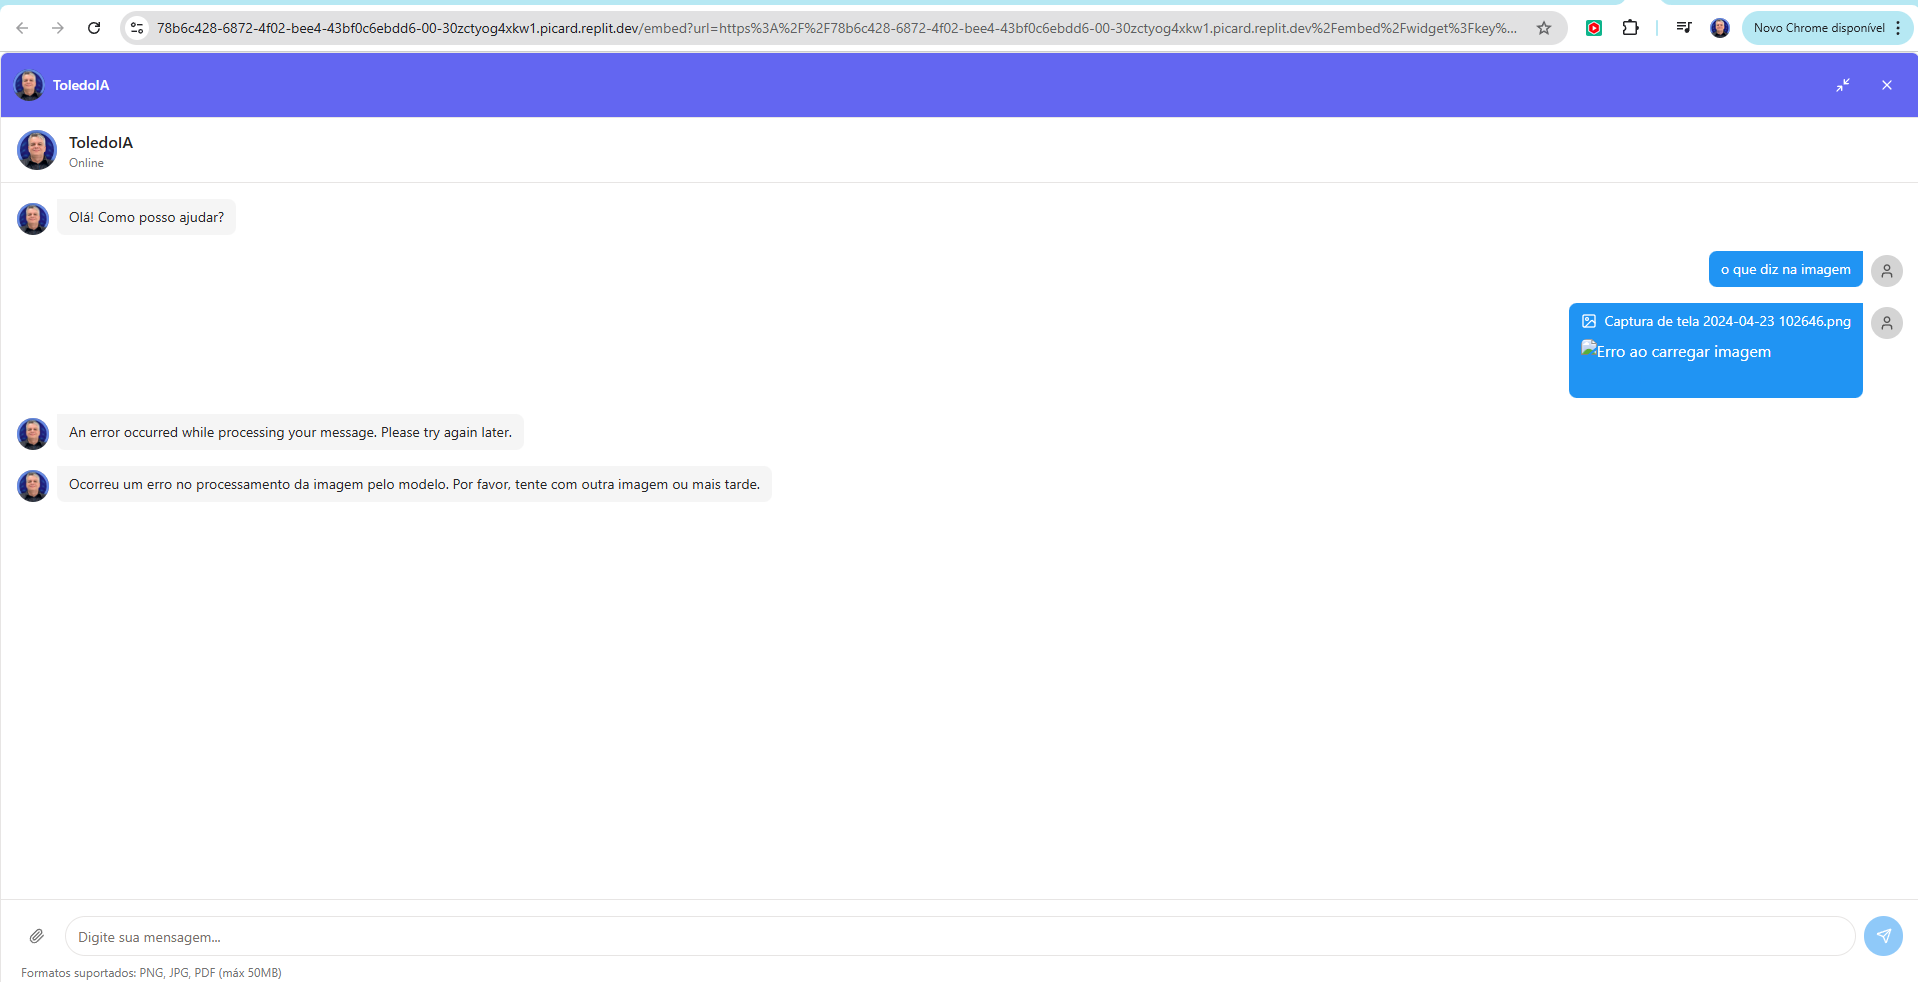 78b6c428-6872-4f02-bee4-43bf0c6ebdd6-00-30zctyog4xkw1.picard.replit.dev/embed?url=https%3A%2F%2F78b6c428-6872-4f02-bee4-43bf0c6ebdd6-00-30zctyog4xkw1.picard.replit.dev%2Fembed%2Fwidget%3Fkey%...
Novo Chrome disponível
ToledoIA
ToledoIA
Online
Olá! Como posso ajudar?
o que diz na imagem
Captura de tela 2024-04-23 102646.png
Erro ao carregar imagem
An error occurred while processing your message. Please try again later.
Ocorreu um erro no processamento da imagem pelo modelo. Por favor, tente com outra imagem ou mais tarde.
Digite sua mensagem...
Formatos suportados: PNG, JPG, PDF (máx 50MB)